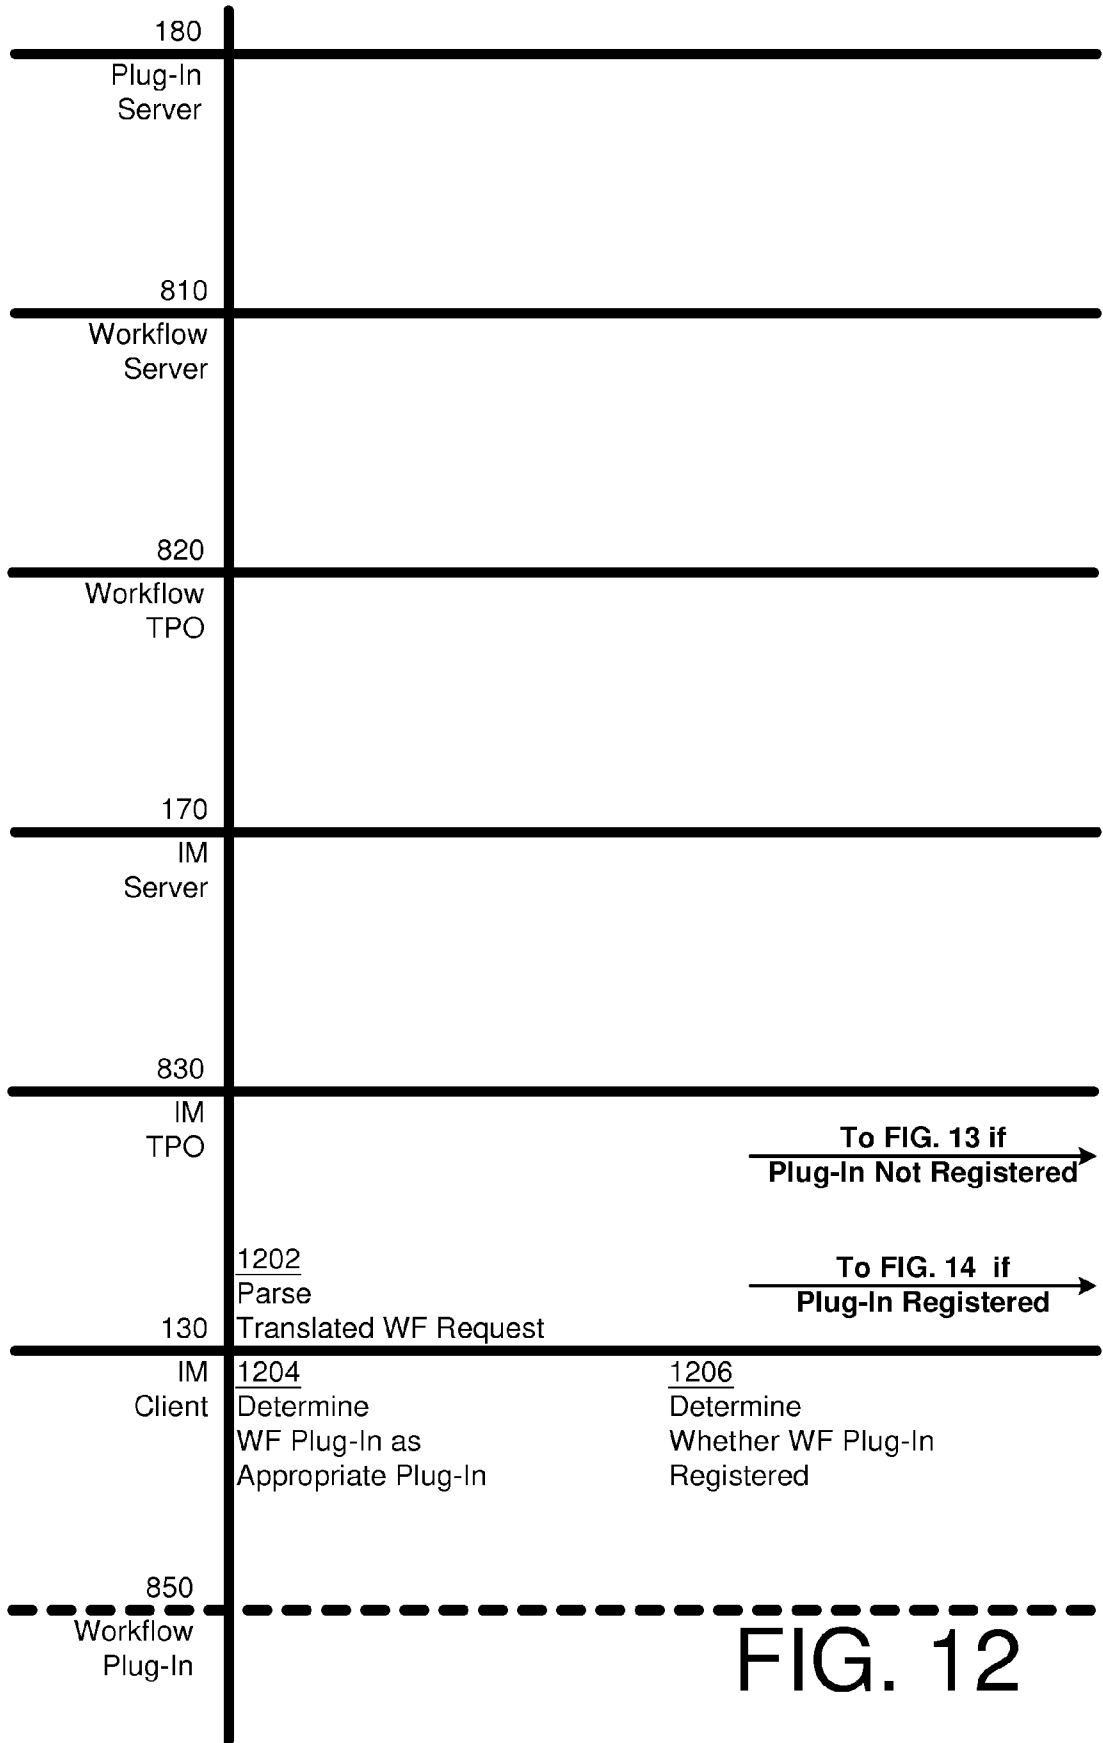 180
Plug-In
Server
810
Workflow
Server
820
Workflow
TPO
170
IM
Server
830
IM
TPO
To FIG. 13 if
Plug-In Not Registered
1202
Parse
Translated WF Request
To FIG. 14 if
Plug-In Registered
130
IM
Client
1204
Determine
WF Plug-In as
Appropriate Plug-In
1206
Determine
Whether WF Plug-In
Registered
850
Workflow
Plug-In
FIG. 12